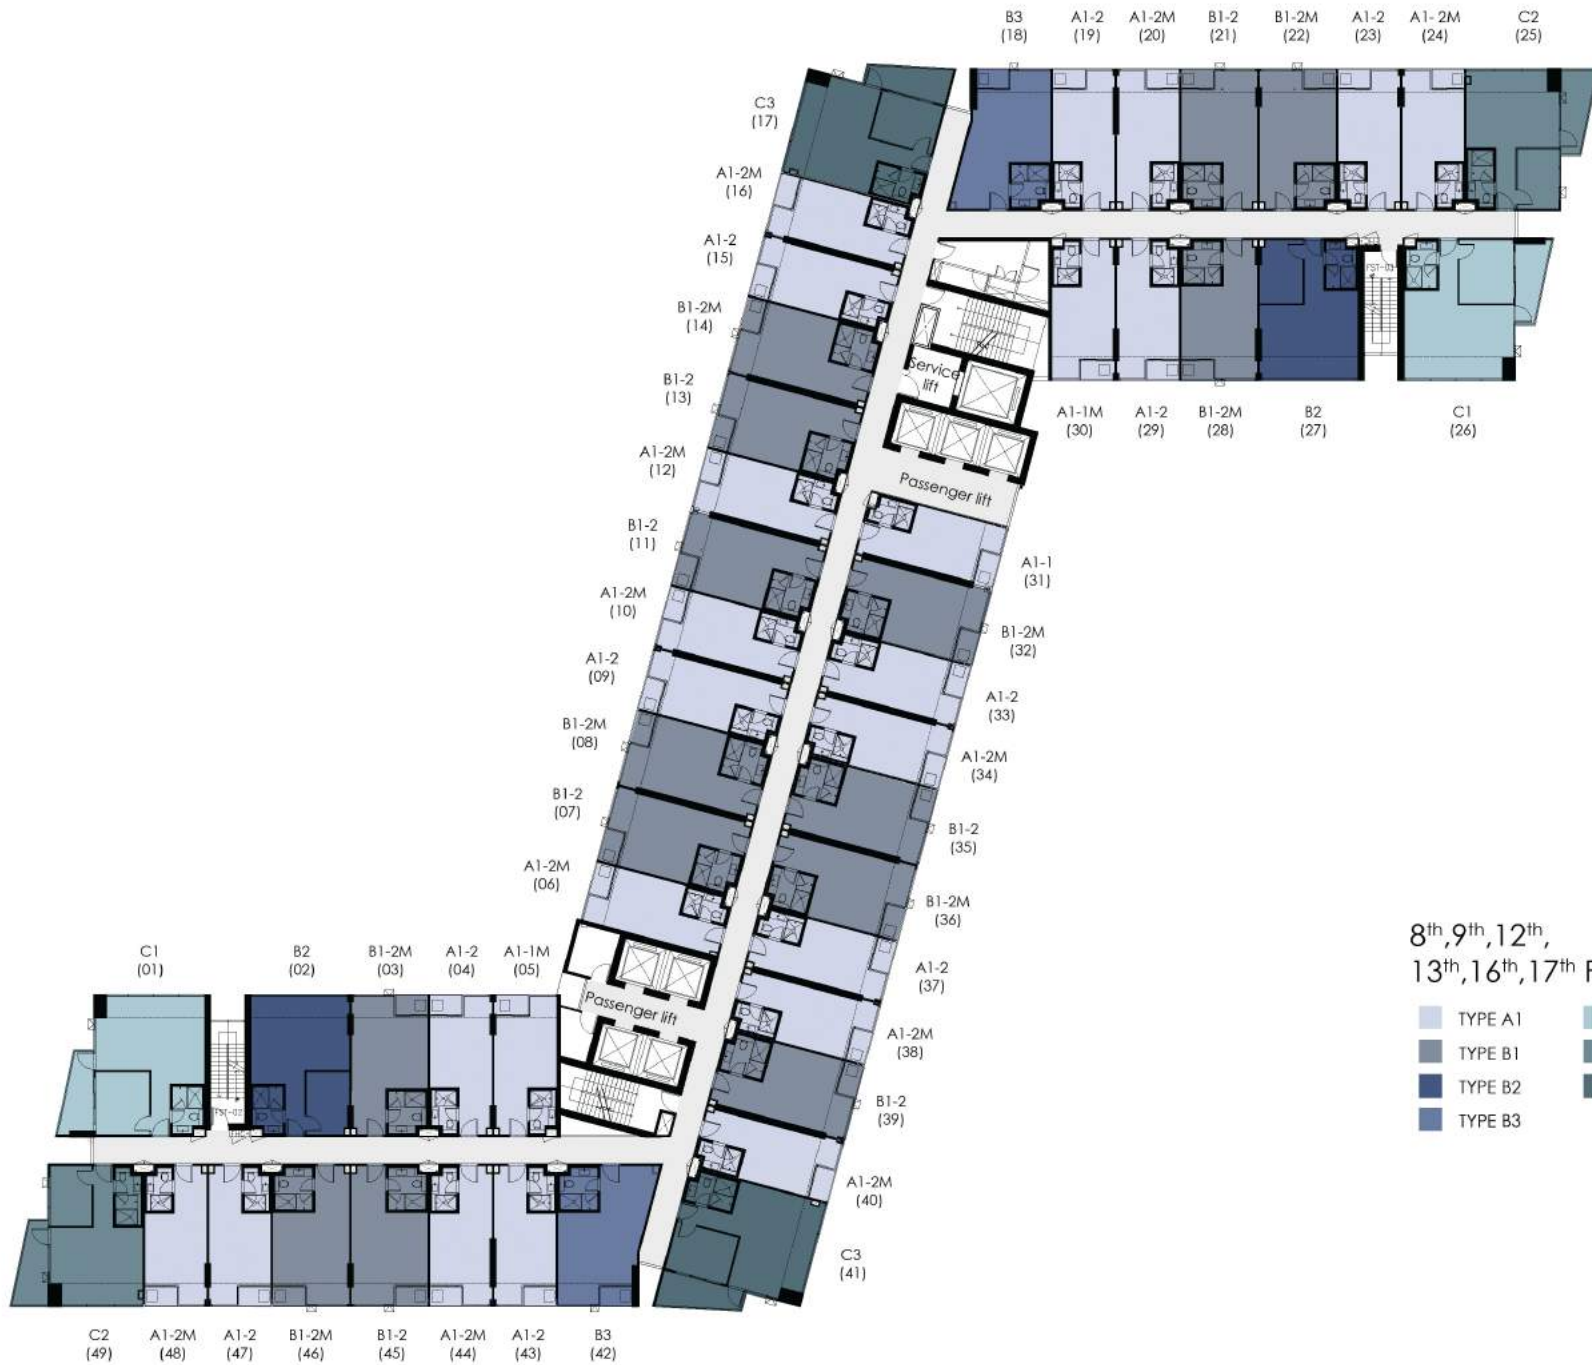 B3
(18)
A1-2
(19)
A1-2M
(20)
B1-2
(21)
B1-2M
(22)
A1-2
(23)
A1-2M
(24)
C2
(25)
C3
(17)
A1-2M
(16)
A1-2
(15)
B1-2M
(14)
B1-2
(13)
A1-2M
(12)
B1-2
(11)
A1-2M
(10)
A1-2
(09)
B1-2M
(08)
B1-2
(07)
A1-2M
(06)
FST-03
Service
lift
Passenger lift
A1-1M
(30)
A1-2
(29)
B1-2M
(28)
B2
(27)
C1
(26)
A1-1
(31)
B1-2M
(32)
A1-2
(33)
A1-2M
(34)
B1-2
(35)
B1-2M
(36)
A1-2
(37)
A1-2M
(38)
B1-2
(39)
A1-2M
(40)
C3
(41)
C1
(01)
B2
(02)
B1-2M
(03)
A1-2
(04)
A1-1M
(05)
Passenger lift
FST-02
C2
(49)
A1-2M
(48)
A1-2
(47)
B1-2M
(46)
B1-2
(45)
A1-2M
(44)
A1-2
(43)
B3
(42)
8th,9th,12th,
13th,16th,17th F
TYPE A1
TYPE B1
TYPE B2
TYPE B3